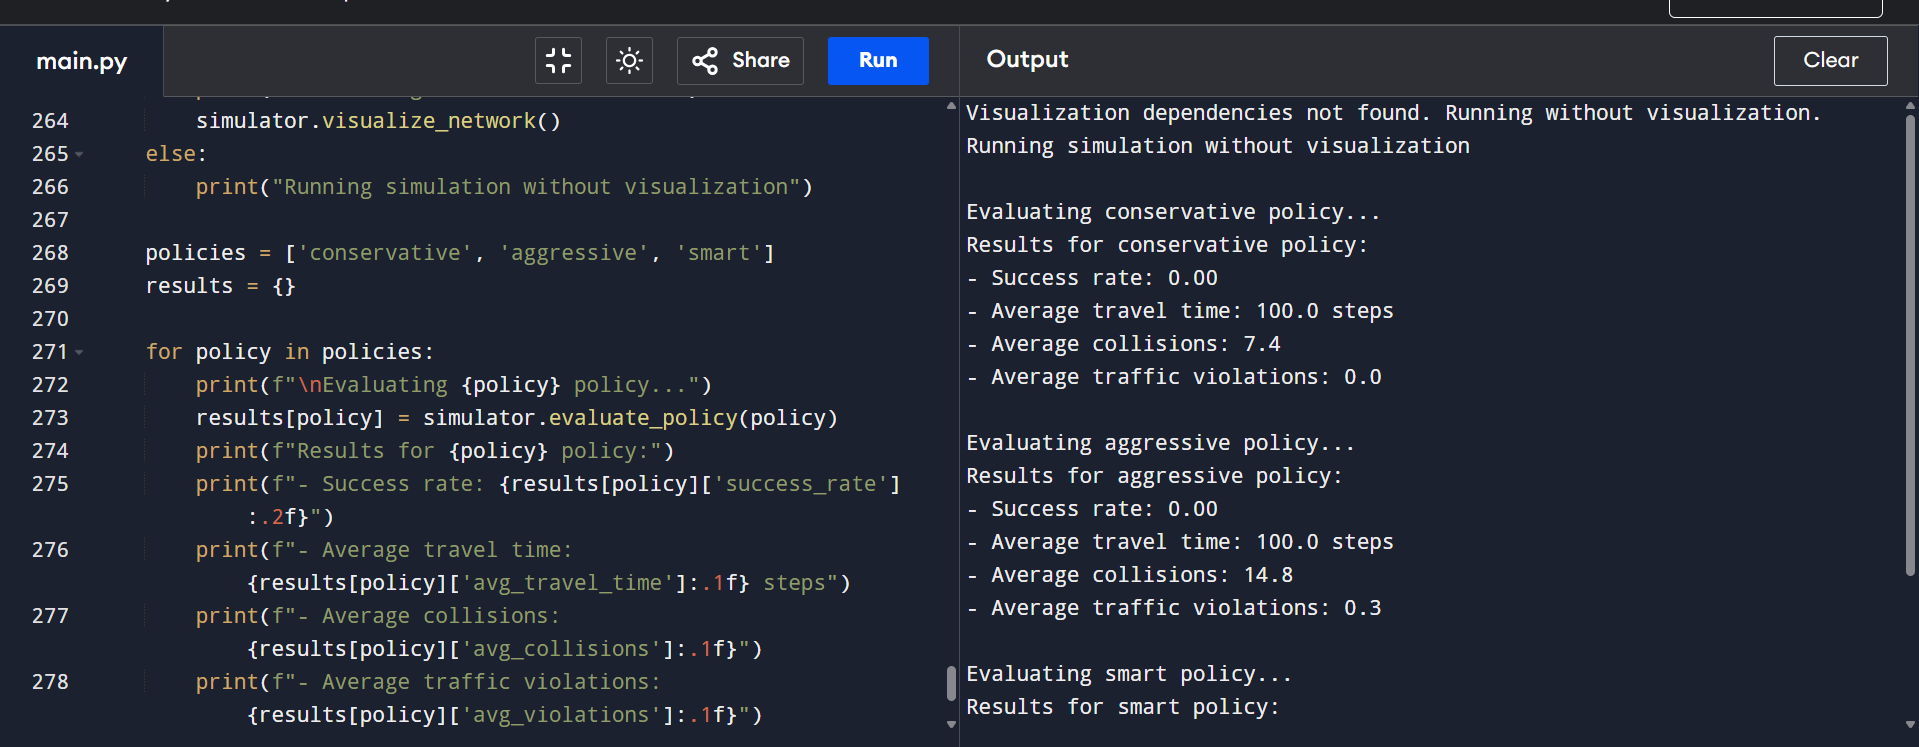 main.py
Share
Run
Output
Clear
264 simulator.visualize_network()
265 else:
266 print("Running simulation without visualization")
267
268 policies = ['conservative', 'aggressive', 'smart']
269 results = {}
270
271 for policy in policies:
272 print(f"\nEvaluating {policy} policy...")
273 results[policy] = simulator.evaluate_policy(policy)
274 print(f"Results for {policy} policy:")
275 print(f"- Success rate: {results[policy]['success_rate']
:.2f}")
276 print(f"- Average travel time:
{results[policy]['avg_travel_time']:.1f} steps")
277 print(f"- Average collisions:
{results[policy]['avg_collisions']:.1f}")
278 print(f"- Average traffic violations:
{results[policy]['avg_violations']:.1f}")
Visualization dependencies not found. Running without visualization.
Running simulation without visualization
Evaluating conservative policy...
Results for conservative policy:
- Success rate: 0.00
- Average travel time: 100.0 steps
- Average collisions: 7.4
- Average traffic violations: 0.0
Evaluating aggressive policy...
Results for aggressive policy:
- Success rate: 0.00
- Average travel time: 100.0 steps
- Average collisions: 14.8
- Average traffic violations: 0.3
Evaluating smart policy...
Results for smart policy: